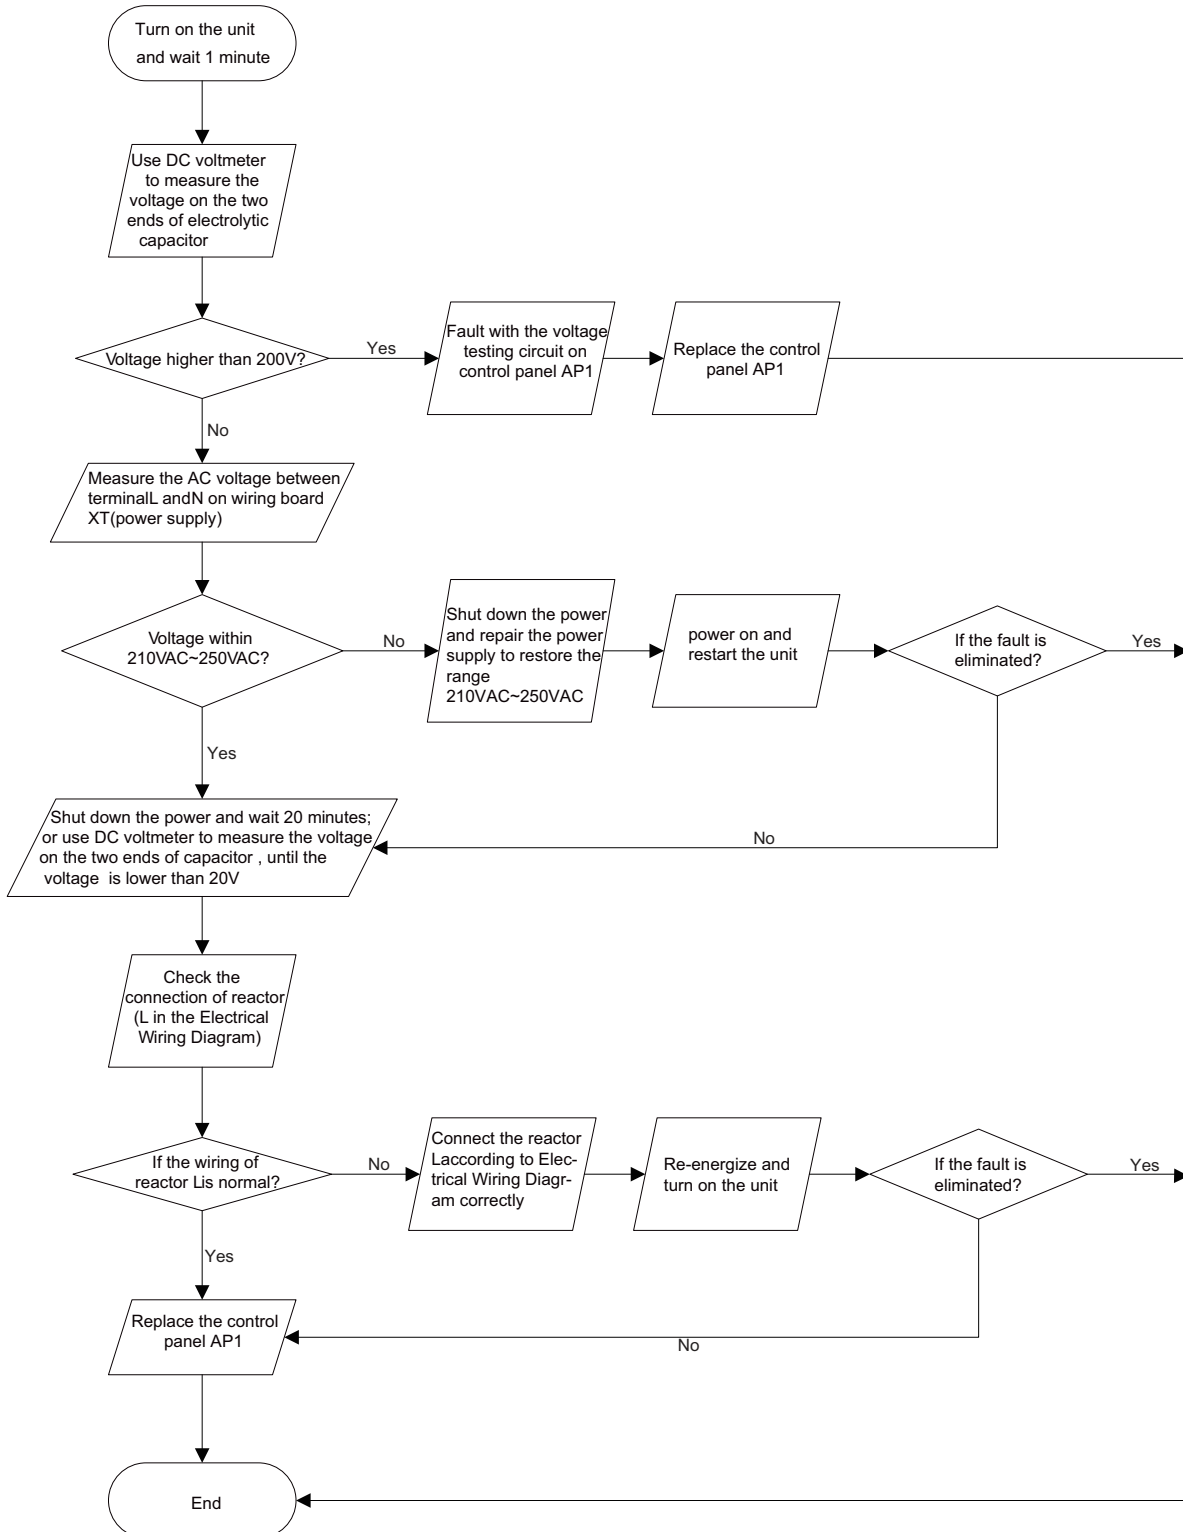 Turn on the unit
and wait 1 minute
Use DC voltmeter
to measure the
voltage on the two
ends of electrolytic
capacitor
Voltage higher than 200V?
Yes
Fault with the voltage
testing circuit on
control panel AP1
Replace the control
panel AP1
No
Measure the AC voltage between
terminalL andN on wiring board
XT(power supply)
Voltage within
210VAC~250VAC?
No
Shut down the power
and repair the power
supply to restore the
range
210VAC~250VAC
power on and
restart the unit
If the fault is
eliminated?
Yes
Yes
No
Shut down the power and wait 20 minutes;
or use DC voltmeter to measure the voltage
on the two ends of capacitor , until the
voltage is lower than 20V
Check the
connection of reactor
(L in the Electrical
Wiring Diagram)
If the wiring of
reactor Lis normal?
No
Connect the reactor
Laccording to Elec-
trical Wiring Diagr-
am correctly
Re-energize and
turn on the unit
If the fault is
eliminated?
Yes
Yes
No
Replace the control
panel AP1
End